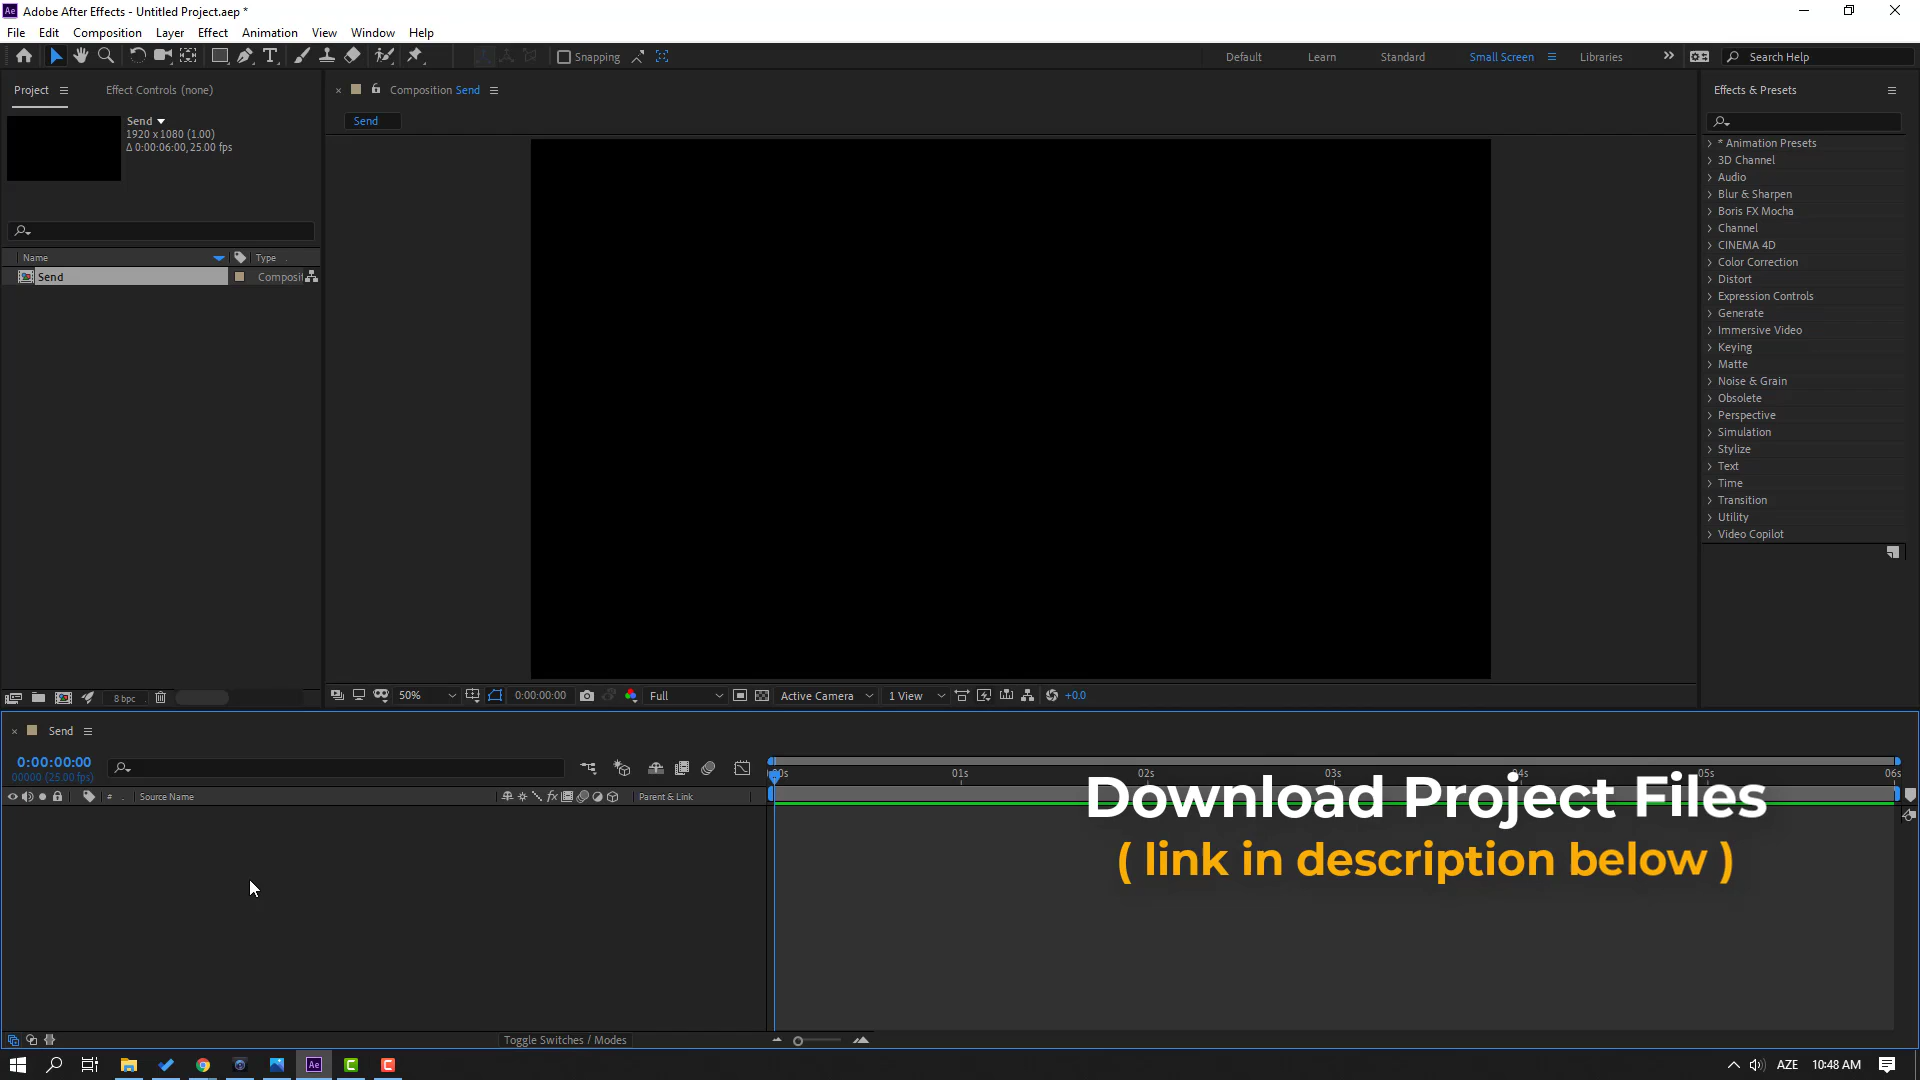 Adobe After Effects - Untitled Project.aep *
File Edit Composition Layer Effect Animation View Window Help
Snapping
Default Learn Standard Small Screen Libraries
Search Help
Project Effect Controls (none)
Send
1920 x 1080 (1.00)
Δ 0:00:06:00, 25.00 fps
Name Type
Send Composit
8 bpc
Composition Send
Send
50% 0:00:00:00 Full Active Camera 1 View +0.0
Effects & Presets
* Animation Presets
3D Channel
Audio
Blur & Sharpen
Boris FX Mocha
Channel
CINEMA 4D
Color Correction
Distort
Expression Controls
Generate
Immersive Video
Keying
Matte
Noise & Grain
Obsolete
Perspective
Simulation
Stylize
Text
Time
Transition
Utility
Video Copilot
Send
0:00:00:00
00000 (25.00 fps)
# Source Name Parent & Link
00s 01s 02s 03s 04s 05s 06s
Download Project Files
( link in description below )
Toggle Switches / Modes
AZE 10:48 AM